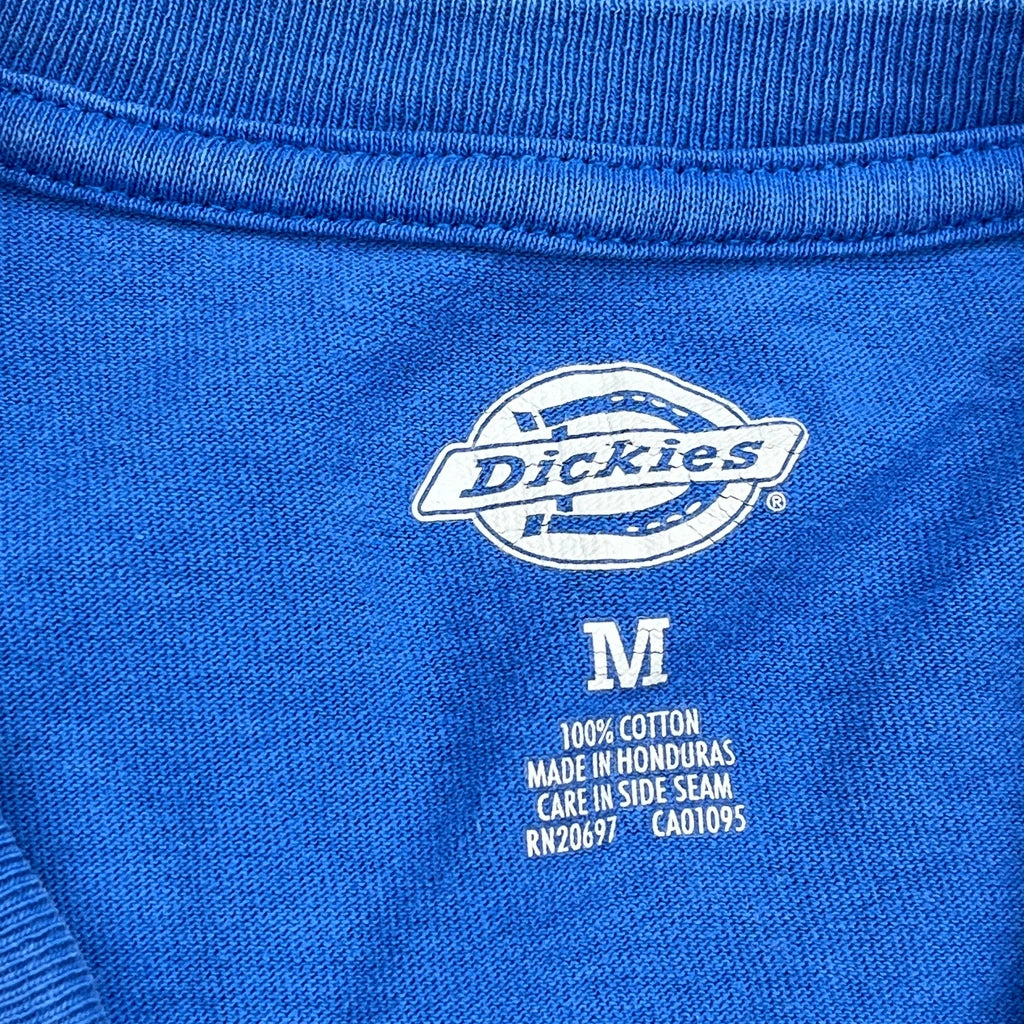 Dickies
®
M
100% COTTON
MADE IN HONDURAS
CARE IN SIDE SEAM
RN20697 CA01095